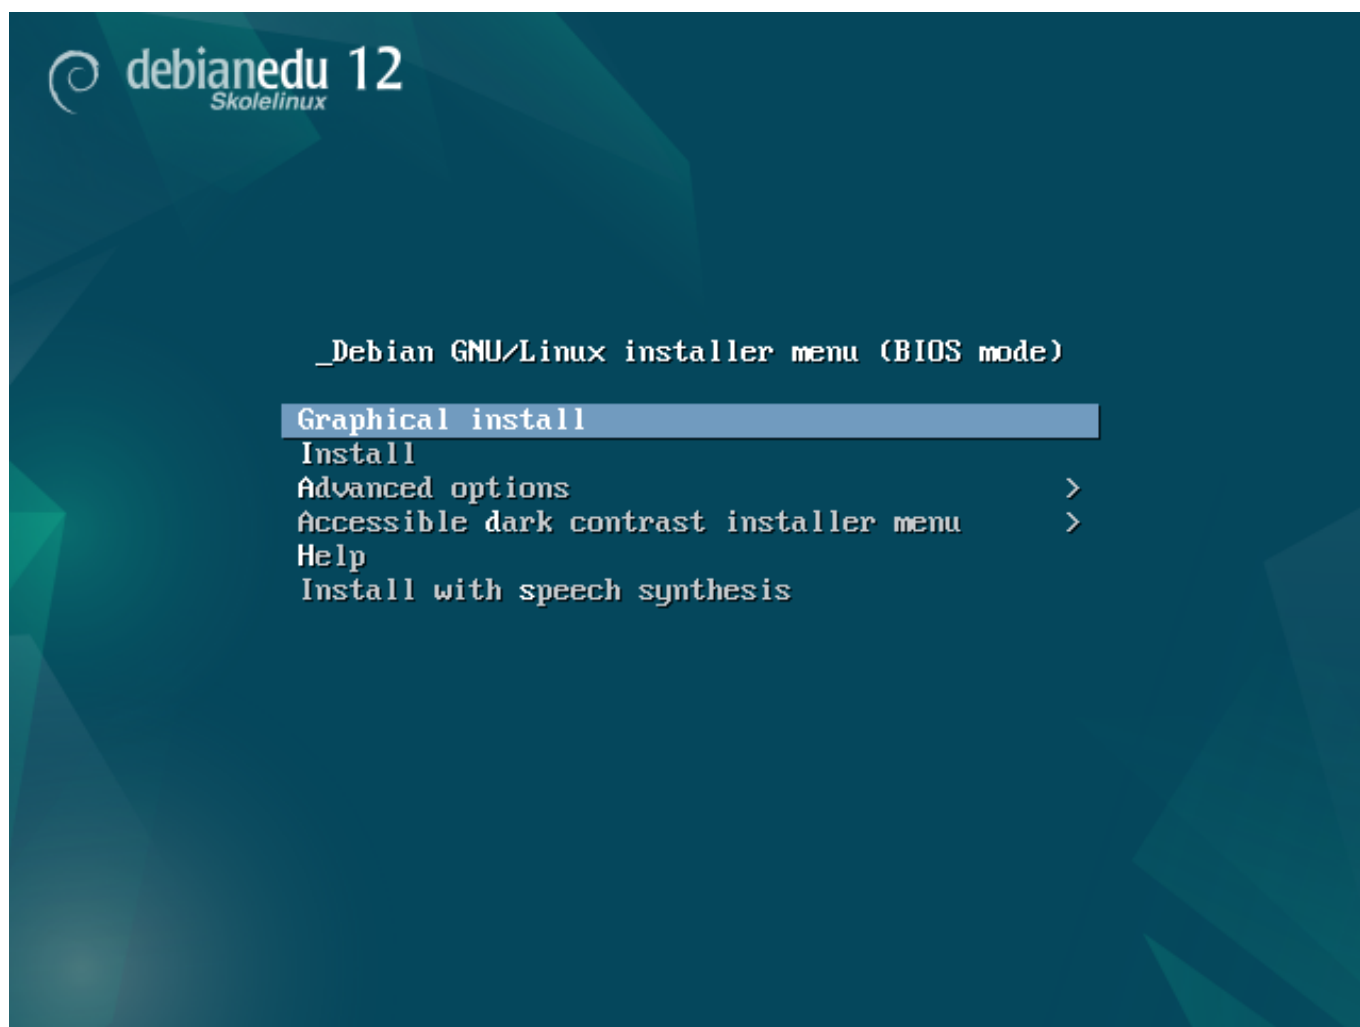 debianedu 12
Skolelinux
_Debian GNU/Linux installer menu (BIOS mode)
Graphical install
Install
Advanced options >
Accessible dark contrast installer menu >
Help
Install with speech synthesis